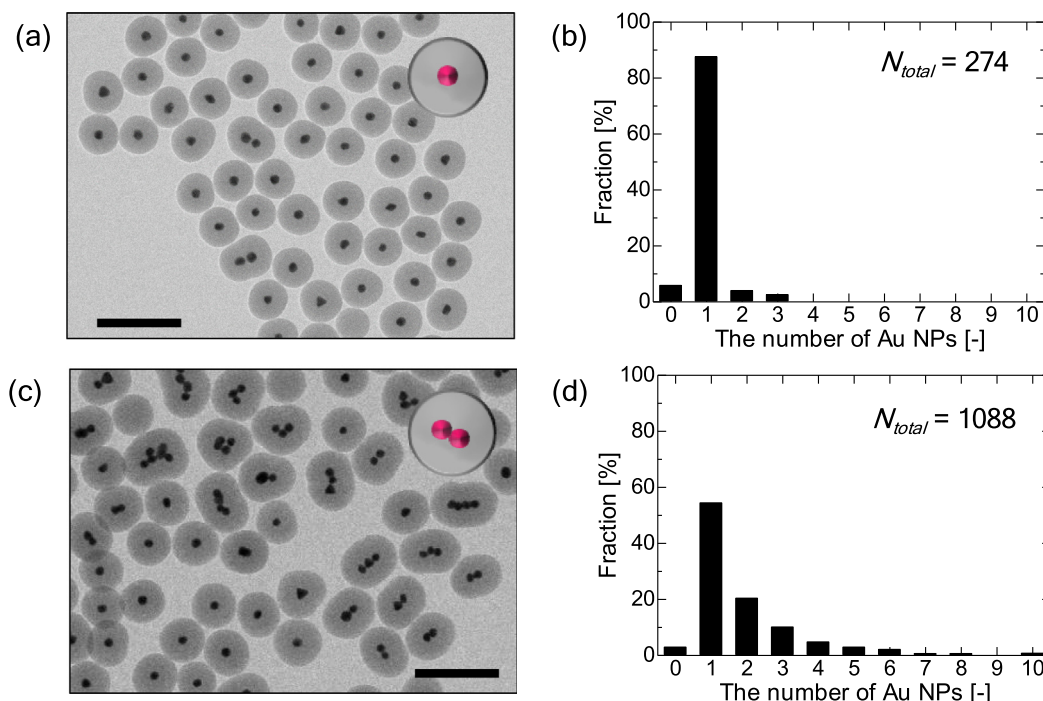 (a)
(b)
100
80
60
40
20
0
Fraction [%]
N_total = 274
0 1 2 3 4 5 6 7 8 9 10
The number of Au NPs [-]
(c)
(d)
100
80
60
40
20
0
Fraction [%]
N_total = 1088
0 1 2 3 4 5 6 7 8 9 10
The number of Au NPs [-]